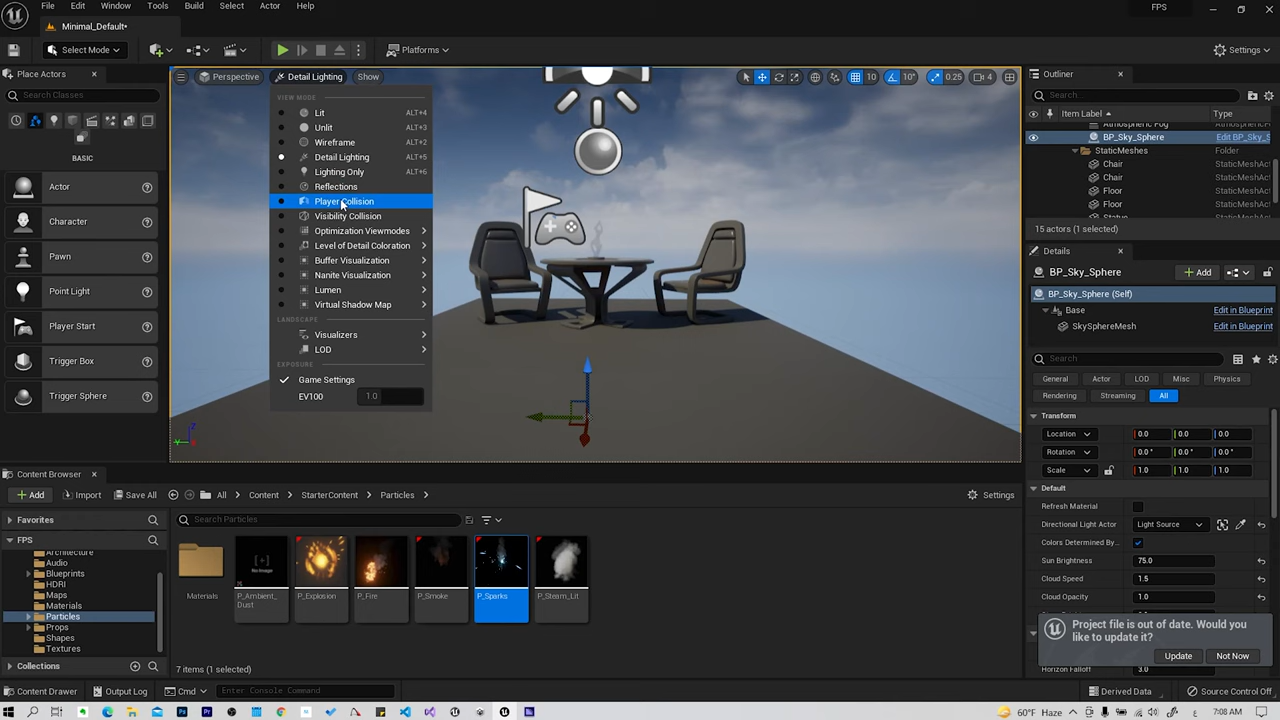 File Edit Window Tools Build Select Actor Help FPS
Minimal_Default•
Select Mode Platforms Settings
Place Actors
Search Classes
BASIC
Actor
Character
Pawn
Point Light
Player Start
Trigger Box
Trigger Sphere
Perspective Detail Lighting Show 10 10° 0.25 4
VIEW MODE
Lit ALT+4
Unlit ALT+3
Wireframe ALT+2
Detail Lighting ALT+5
Lighting Only ALT+6
Reflections
Player Collision
Visibility Collision
Optimization Viewmodes
Level of Detail Coloration
Buffer Visualization
Nanite Visualization
Lumen
Virtual Shadow Map
LANDSCAPE
Visualizers
LOD
EXPOSURE
Game Settings
EV100 1.0
Outliner
Search...
Item Label Type
Atmospheric Fog
BP_Sky_Sphere Edit BP_Sky_S
StaticMeshes Folder
Chair StaticMeshAc
Chair StaticMeshAc
Floor StaticMeshAc
Floor StaticMeshAc
Statue StaticMeshAc
15 actors (1 selected)
Details
BP_Sky_Sphere Add
BP_Sky_Sphere (Self)
Base Edit in Blueprint
SkySphereMesh Edit in Blueprint
Search
General Actor LOD Misc Physics
Rendering Streaming All
Transform
Location 0.0 0.0 0.0
Rotation 0.0° 0.0° 0.0°
Scale 1.0 1.0 1.0
Default
Refresh Material
Directional Light Actor Light Source
Colors Determined By...
Sun Brightness 75.0
Cloud Speed 1.5
Cloud Opacity 1.0
Project file is out of date. Would you
like to update it?
Update Not Now
Horizon Falloff 3.0
Content Browser
Add Import Save All All Content StarterContent Particles Settings
Favorites
FPS
Architecture
Audio
Blueprints
HDRI
Maps
Materials
Particles
Props
Shapes
Textures
Collections
Search Particles
Materials
P_Ambient_
Dust
P_Explosion
P_Fire
P_Smoke
P_Sparks
P_Steam_Lit
7 items (1 selected)
Content Drawer Output Log Cmd Enter Console Command Derived Data Source Control Off
60°F Haze 7:08 AM